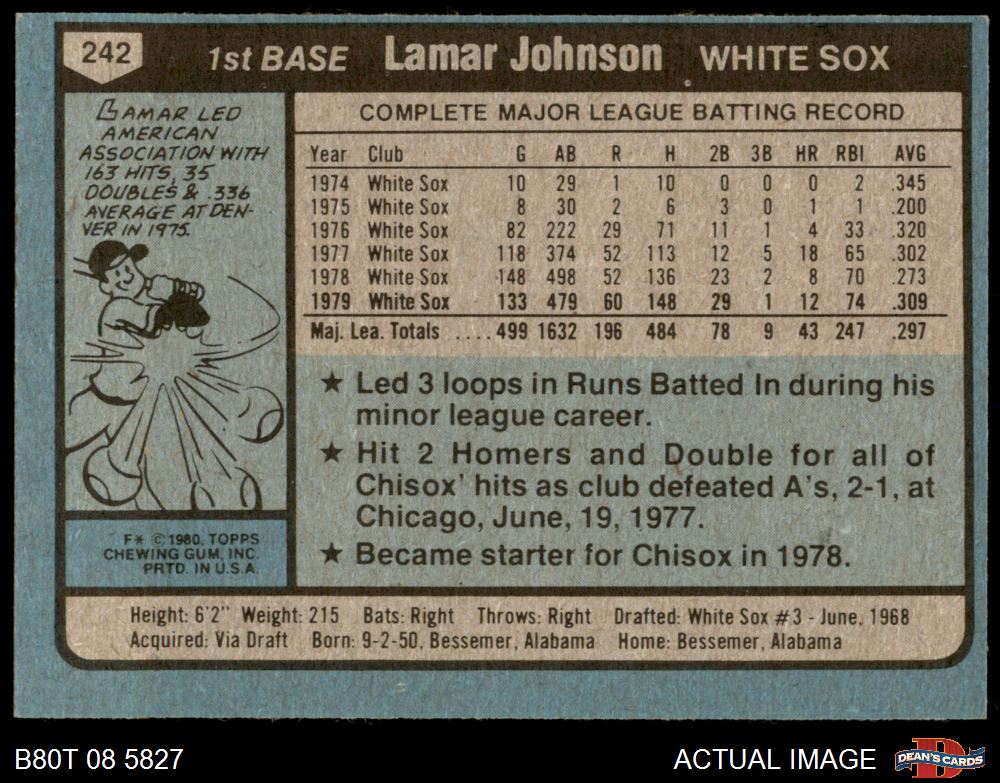 242 1st BASE Lamar Johnson WHITE SOX
LAMAR LED
AMERICAN
ASSOCIATION WITH
163 HITS, 35
DOUBLES & .336
AVERAGE AT DEN-
VER IN 1975.
COMPLETE MAJOR LEAGUE BATTING RECORD
Year Club G AB R H 2B 3B HR RBI AVG
1974 White Sox 10 29 1 10 0 0 0 2 .345
1975 White Sox 8 30 2 6 3 0 1 1 .200
1976 White Sox 82 222 29 71 11 1 4 33 .320
1977 White Sox 118 374 52 113 12 5 18 65 .302
1978 White Sox 148 498 52 136 23 2 8 70 .273
1979 White Sox 133 479 60 148 29 1 12 74 .309
Maj. Lea. Totals .... 499 1632 196 484 78 9 43 247 .297
★ Led 3 loops in Runs Batted In during his
minor league career.
★ Hit 2 Homers and Double for all of
Chisox' hits as club defeated A's, 2-1, at
Chicago, June, 19, 1977.
★ Became starter for Chisox in 1978.
F* © 1980, TOPPS
CHEWING GUM, INC.
PRTD. IN U.S.A.
Height: 6'2" Weight: 215 Bats: Right Throws: Right Drafted: White Sox #3 - June, 1968
Acquired: Via Draft Born: 9-2-50, Bessemer, Alabama Home: Bessemer, Alabama
B80T 08 5827 ACTUAL IMAGE D DEAN'S CARDS